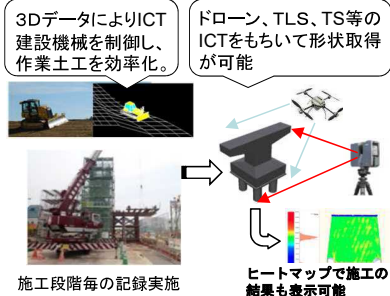 3DデータによりICT
建設機械を制御し、
作業土工を効率化。
ドローン、TLS、TS等の
ICTをもちいて形状取得
が可能
施工段階毎の記録実施
ヒートマップで施工の
結果も表示可能